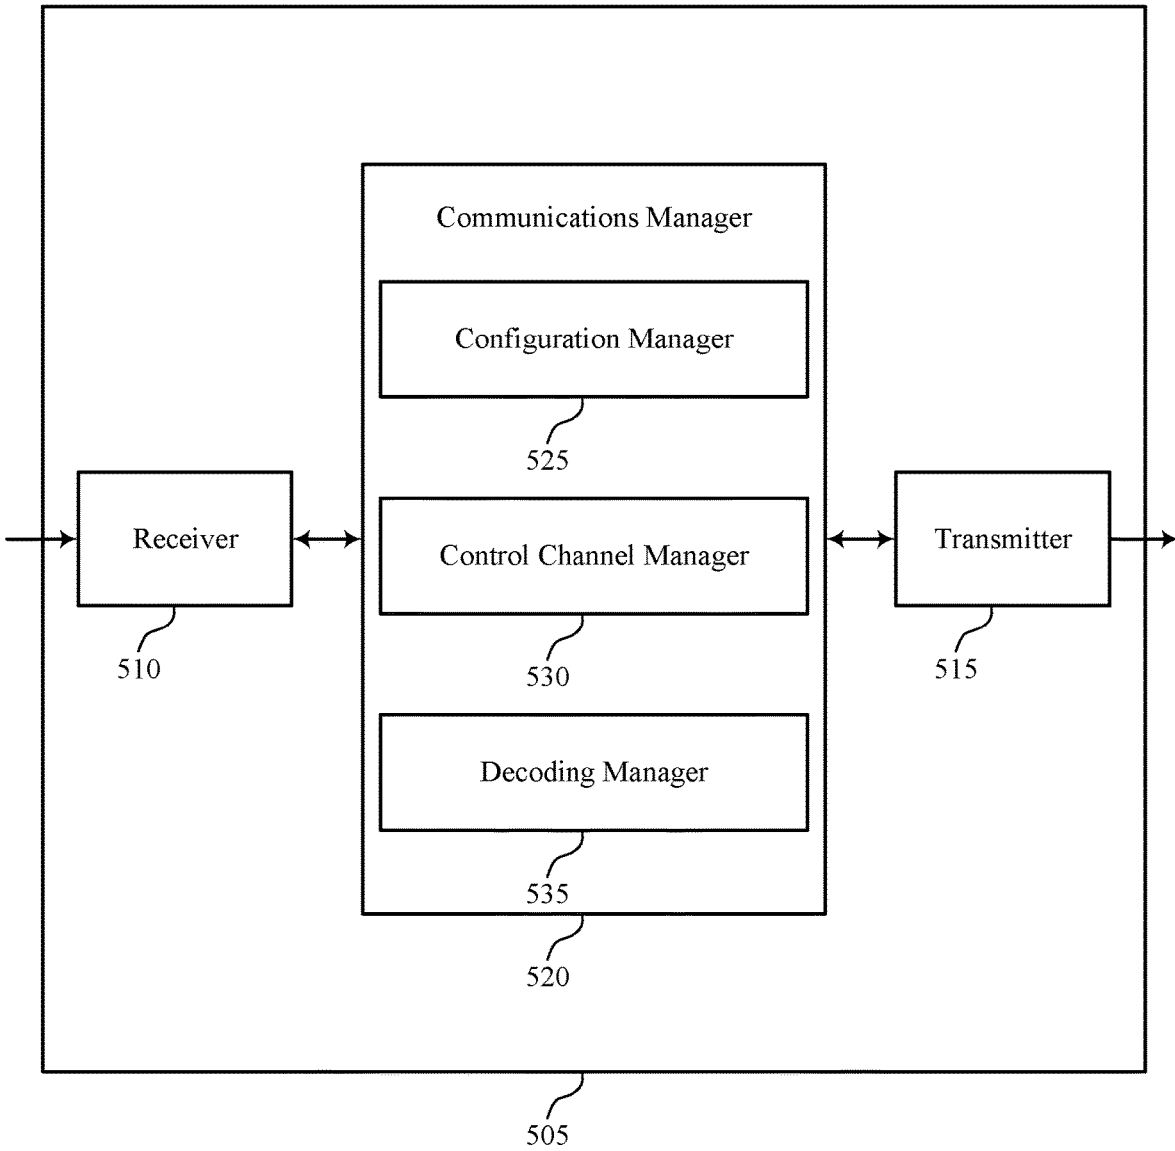 Communications Manager
Configuration Manager
525
Receiver
510
Control Channel Manager
530
Transmitter
515
Decoding Manager
535
520
505